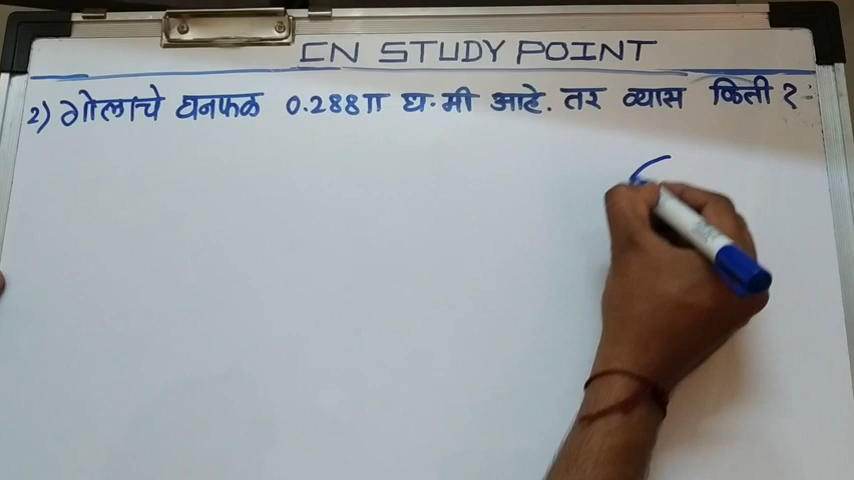 CN STUDY POINT
2) गोलाचे घनफळ 0.288π घ.मी आहे. तर व्यास किती ? :-